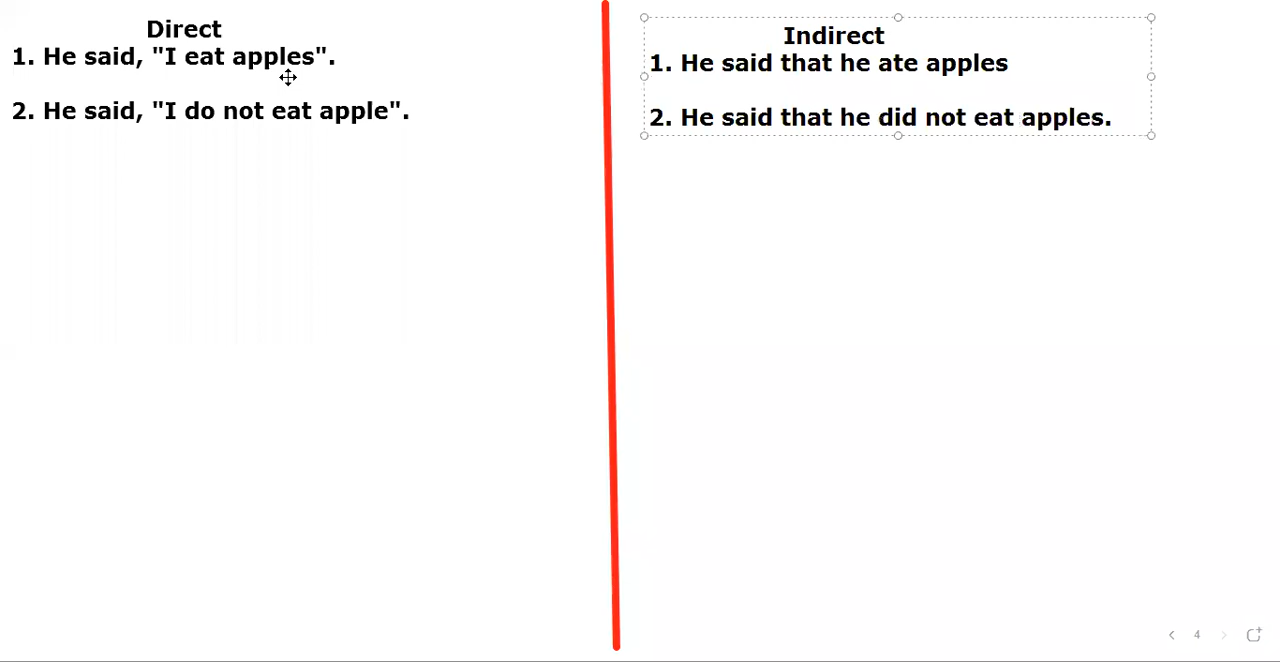 Direct
1. He said, "I eat apples".
2. He said, "I do not eat apple".
Indirect
1. He said that he ate apples
2. He said that he did not eat apples.
4